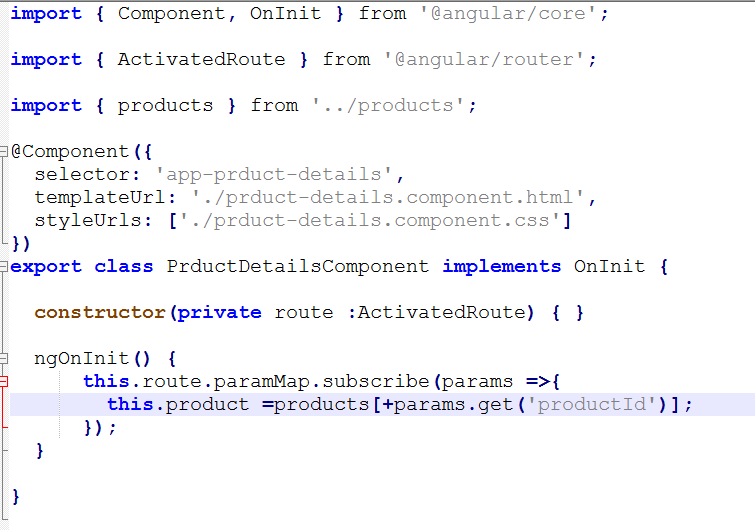 import { Component, OnInit } from '@angular/core';
import { ActivatedRoute } from '@angular/router';
import { products } from '../products';
@Component({
  selector: 'app-prduct-details',
  templateUrl: './prduct-details.component.html',
  styleUrls: ['./prduct-details.component.css']
})
export class PrductDetailsComponent implements OnInit {
  constructor(private route :ActivatedRoute) { }
  ngOnInit() {
      this.route.paramMap.subscribe(params =>{
        this.product =products[+params.get('productId')];
      });
  }
}